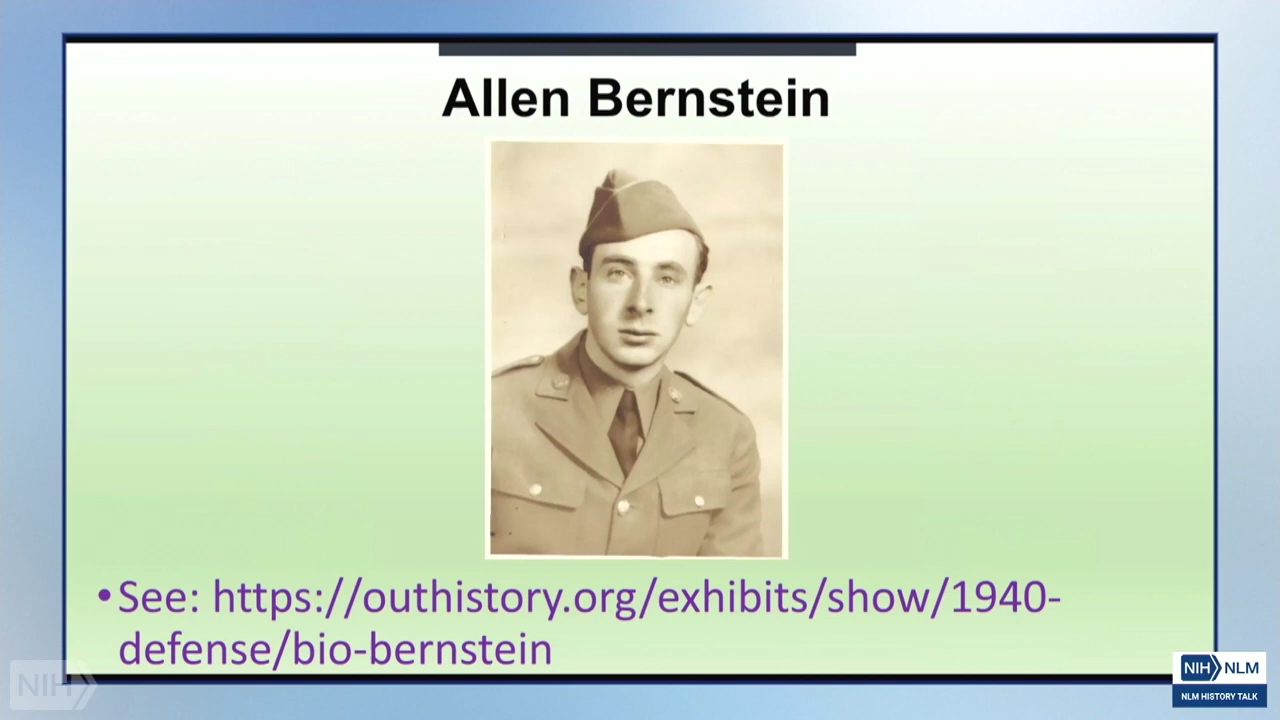 Allen Bernstein
• See: https://outhistory.org/exhibits/show/1940-
defense/bio-bernstein
NIH
NIH NLM
NLM HISTORY TALK